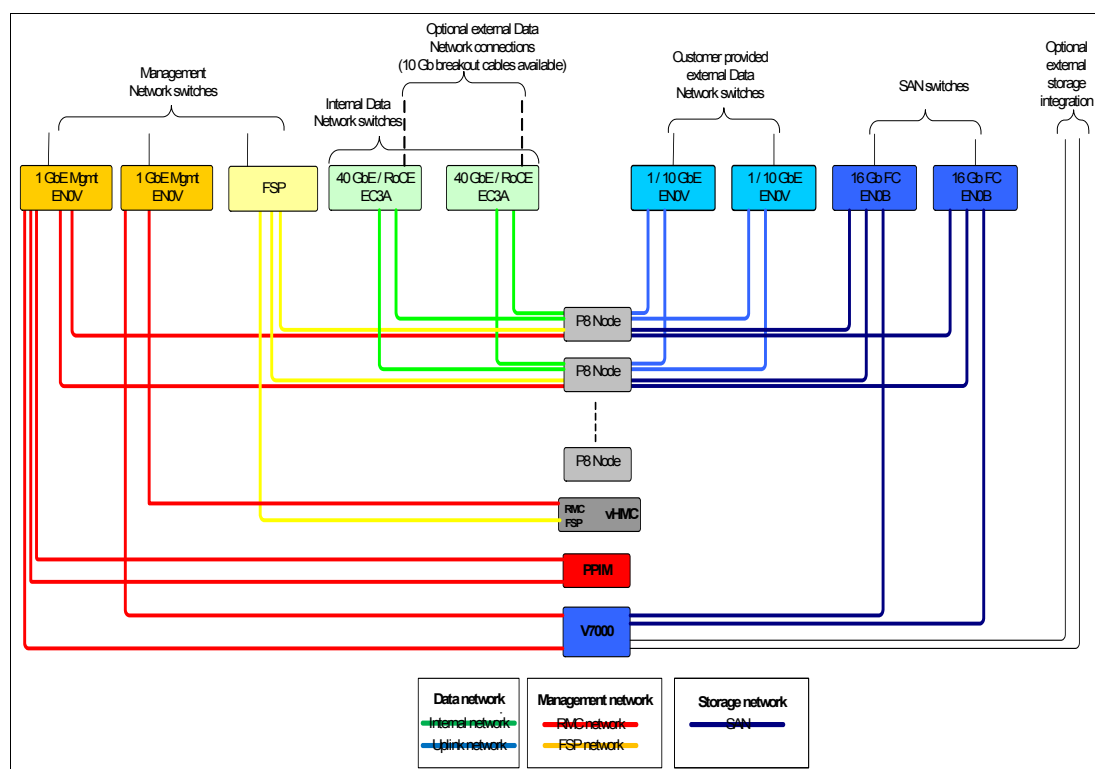 Optional external Data
Network connections
(10 Gb breakout cables available)
Management
Network switches
Internal Data
Network switches
Customer provided
external Data
Network switches
SAN switches
Optional
external
storage
integration
1 GbE Mgmt
EN0V
1 GbE Mgmt
EN0V
FSP
40 GbE / RoCE
EC3A
40 GbE / RoCE
EC3A
1 / 10 GbE
EN0V
1 / 10 GbE
EN0V
16 Gb FC
EN0B
16 Gb FC
EN0B
P8 Node
P8 Node
P8 Node
RMC
FSP
vHMC
PPIM
V7000
Data network
Internal network
Uplink network
Management network
RMC network
FSP network
Storage network
SAN